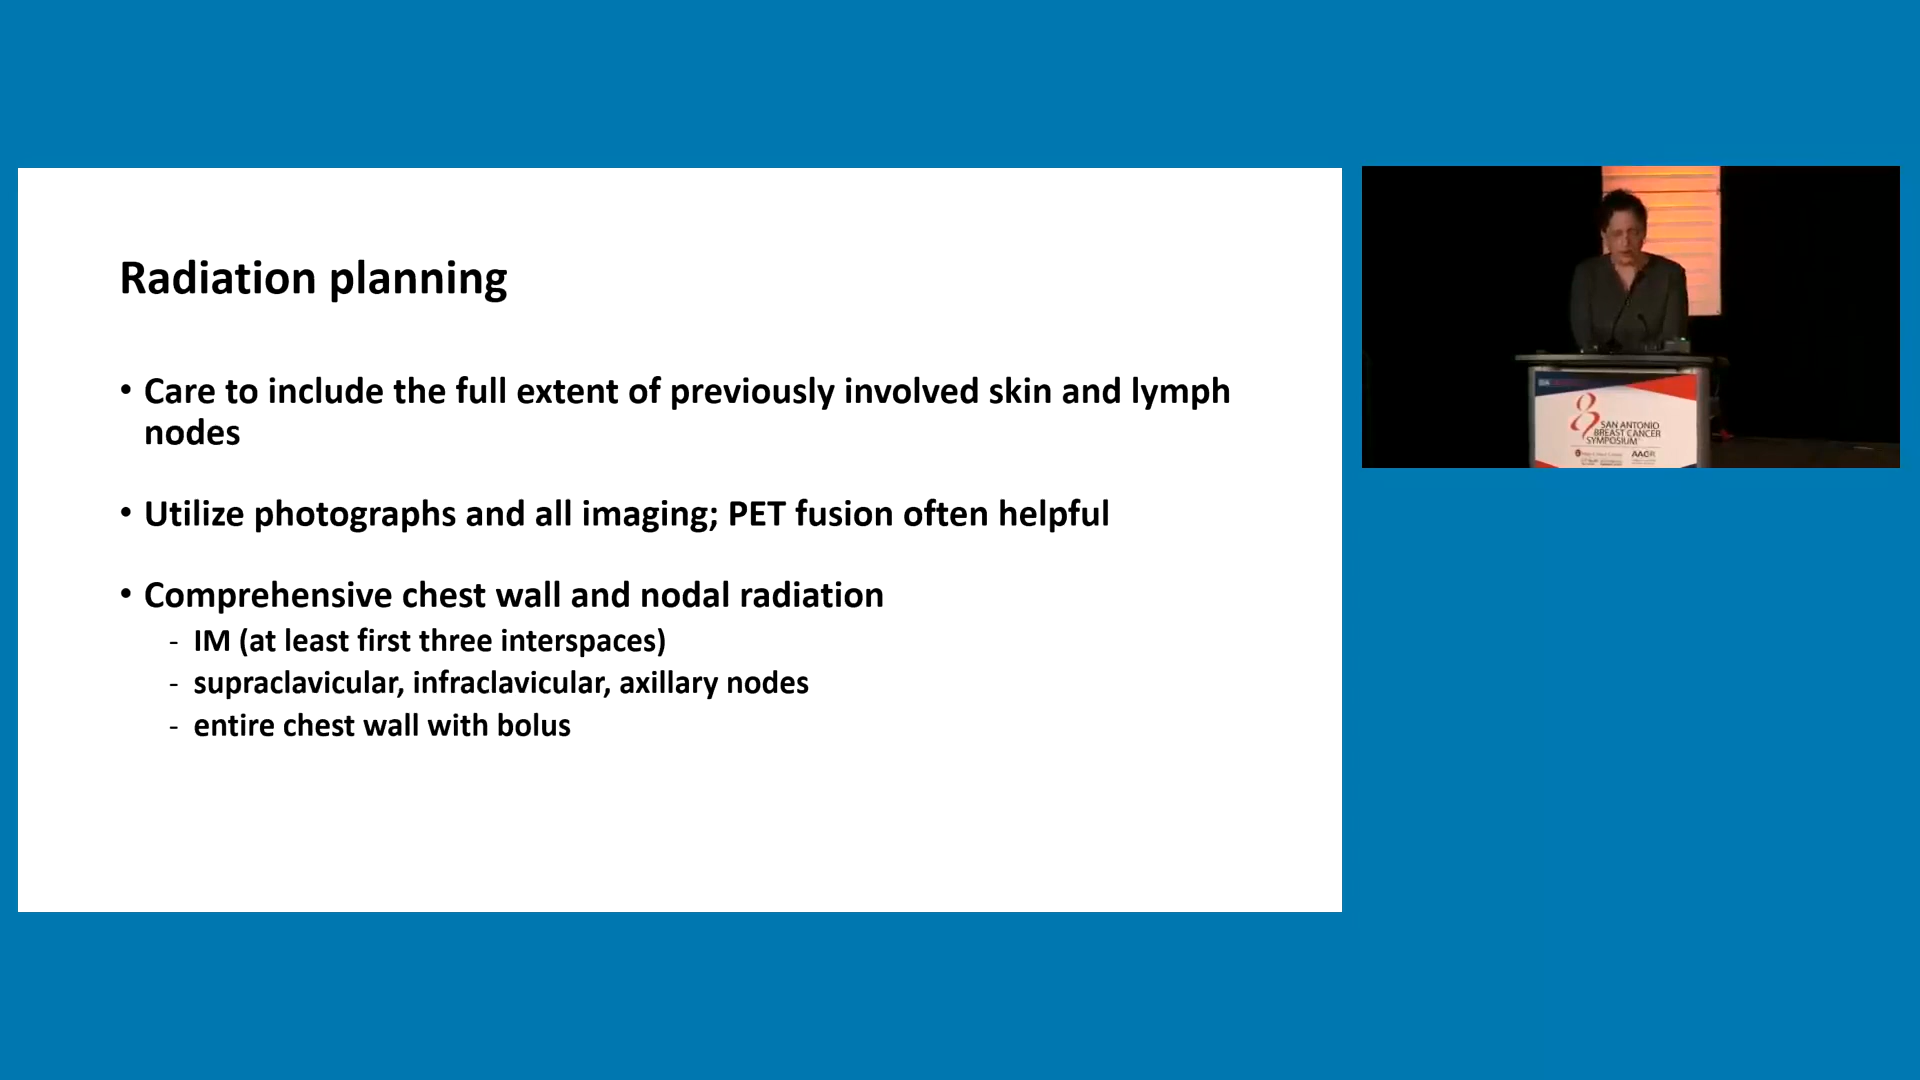 Radiation planning
• Care to include the full extent of previously involved skin and lymph
nodes
• Utilize photographs and all imaging; PET fusion often helpful
• Comprehensive chest wall and nodal radiation
- IM (at least first three interspaces)
- supraclavicular, infraclavicular, axillary nodes
- entire chest wall with bolus
SAN ANTONIO
BREAST CANCER
SYMPOSIUM
AACR